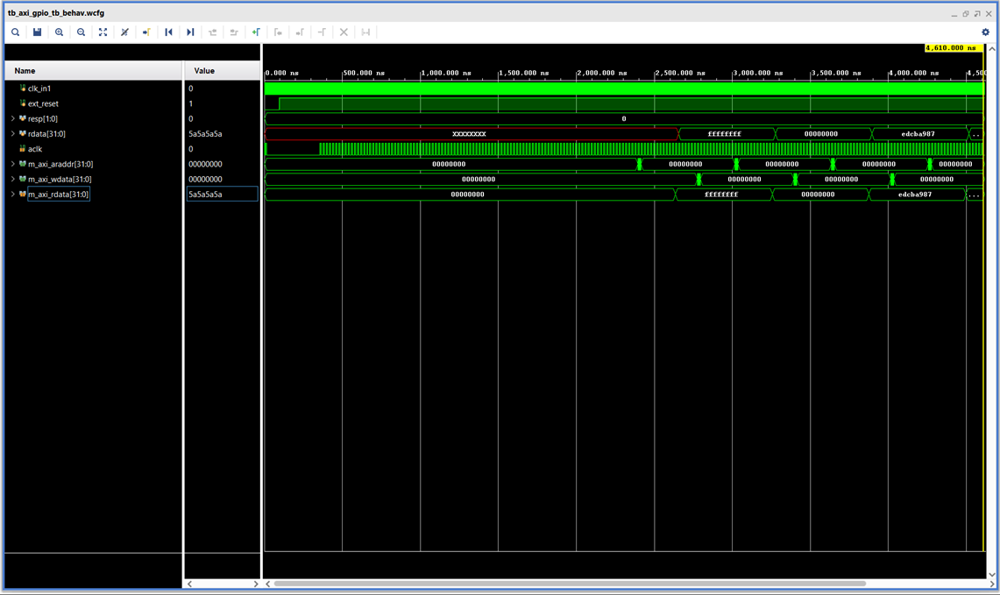 tb_axi_gpio_tb_behav.wcfg
4,610.000 ns
Name Value 0.000 ns 500.000 ns 1,000.000 ns 1,500.000 ns 2,000.000 ns 2,500.000 ns 3,000.000 ns 3,500.000 ns 4,000.000 ns 4,500
clk_in1 0
ext_reset 1
resp[1:0] 0 0
rdata[31:0] 5a5a5a5a XXXXXXXX ffffffff 00000000 edcba987 ..
aclk 0
m_axi_araddr[31:0] 00000000 00000000 00000000 00000000 00000000 00000000
m_axi_wdata[31:0] 00000000 00000000 00000000 00000000 00000000
m_axi_rdata[31:0] 5a5a5a5a 00000000 ffffffff 00000000 edcba987 ...